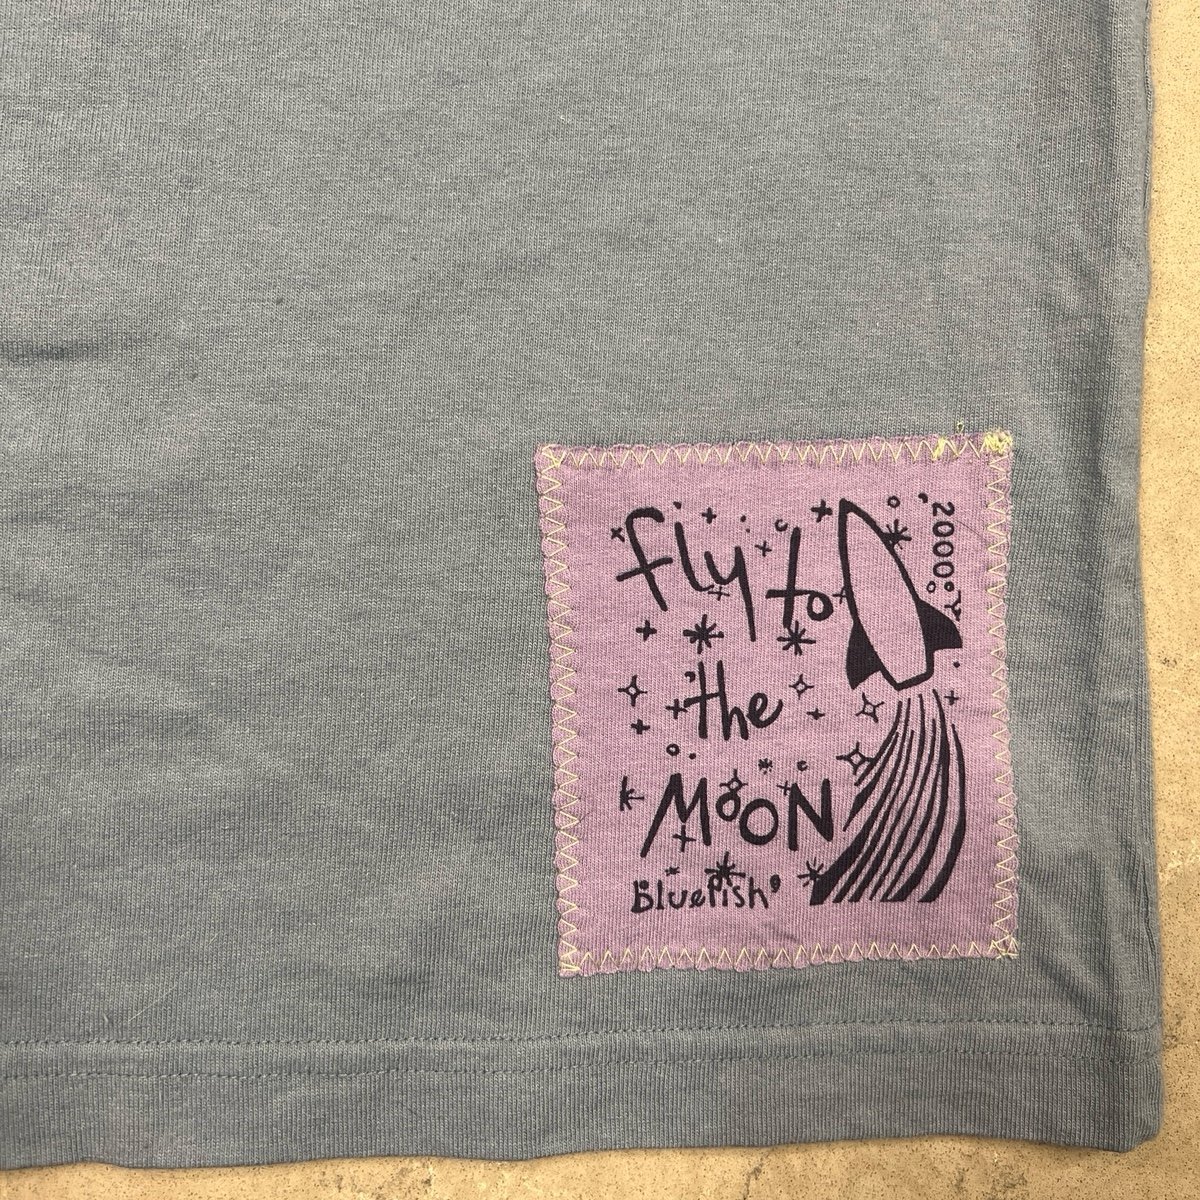 fly to
the
MooN
bluefish
2000